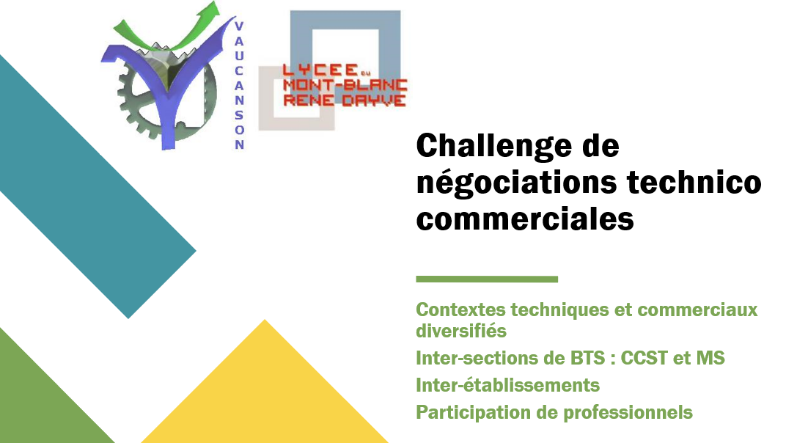 VAUCANSON
LYCEE DU
MONT-BLANC
RENE DAYVE
Challenge de
négociations technico
commerciales
Contextes techniques et commerciaux
diversifiés
Inter-sections de BTS : CCST et MS
Inter-établissements
Participation de professionnels